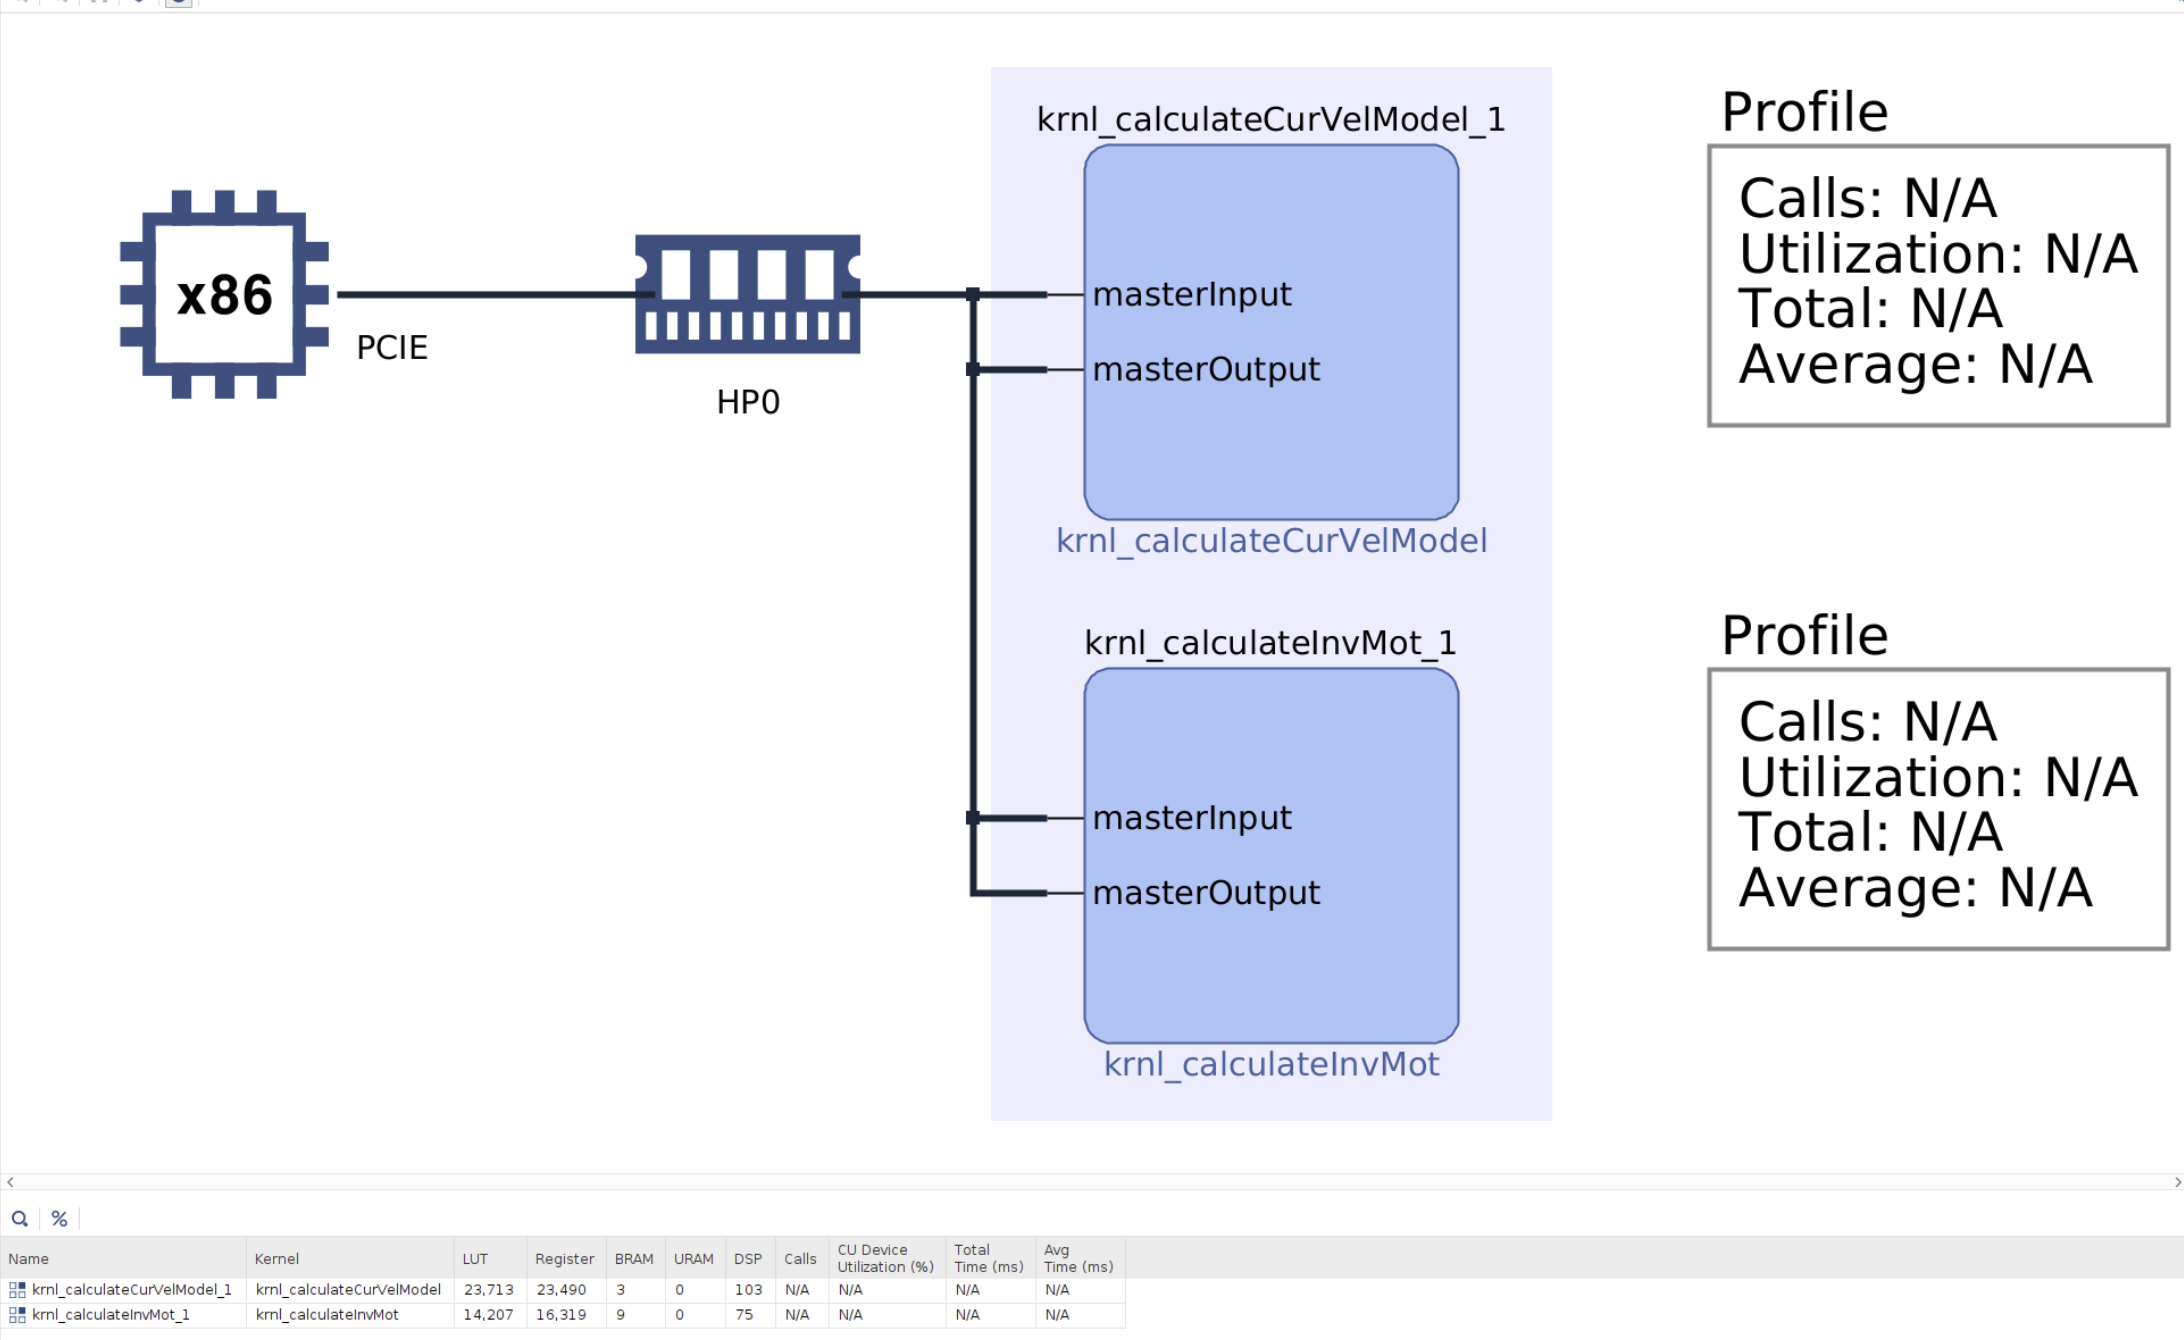 krnl_calculateCurVelModel_1
x86
PCIE
HP0
masterInput
masterOutput
krnl_calculateCurVelModel
Profile
Calls: N/A
Utilization: N/A
Total: N/A
Average: N/A
krnl_calculateInvMot_1
masterInput
masterOutput
krnl_calculateInvMot
Profile
Calls: N/A
Utilization: N/A
Total: N/A
Average: N/A
%
Name Kernel LUT Register BRAM URAM DSP Calls CU Device Utilization (%) Total Time (ms) Avg Time (ms)
krnl_calculateCurVelModel_1 krnl_calculateCurVelModel 23,713 23,490 3 0 103 N/A N/A N/A N/A
krnl_calculateInvMot_1 krnl_calculateInvMot 14,207 16,319 9 0 75 N/A N/A N/A N/A